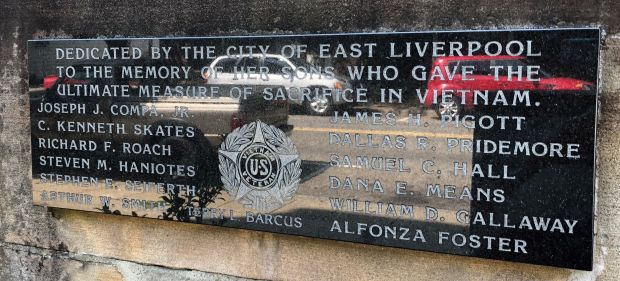 DEDICATED BY THE CITY OF EAST LIVERPOOL
TO THE MEMORY OF HER SONS WHO GAVE THE
ULTIMATE MEASURE OF SACRIFICE IN VIETNAM.
JOSEPH J. COMPA, JR.
C. KENNETH SKATES
RICHARD F. ROACH
STEVEN M. HANIOTES
STEPHEN E. SEIFERTH
ARTHUR W. SMITH
US
TERRY L BARCUS
JAMES H. PIGOTT
DALLAS R. PRIDEMORE
SAMUEL C. HALL
DANA E. MEANS
WILLIAM D. GALLAWAY
ALFONZA FOSTER